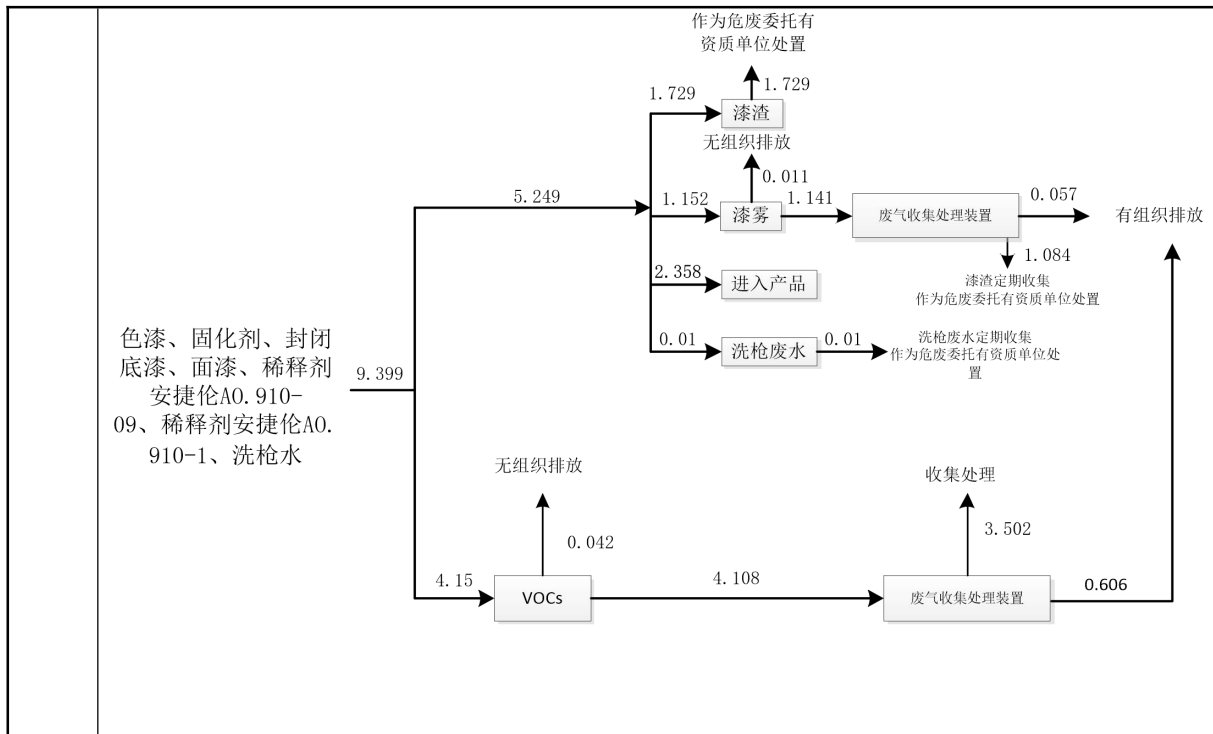 作为危废委托有
资质单位处置
1.729
1.729
漆渣
无组织排放
0.011
5.249
1.152
漆雾
1.141
废气收集处理装置
0.057
有组织排放
1.084
漆渣定期收集
作为危废委托有资质单位处置
2.358
进入产品
0.01
洗枪废水
0.01
洗枪废水定期收集
作为危废委托有资质单位处
置
色漆、固化剂、封闭
底漆、面漆、稀释剂
安捷伦AO.910-
09、稀释剂安捷伦AO.
910-1、洗枪水
9.399
无组织排放
0.042
收集处理
3.502
4.15
VOCs
4.108
废气收集处理装置
0.606